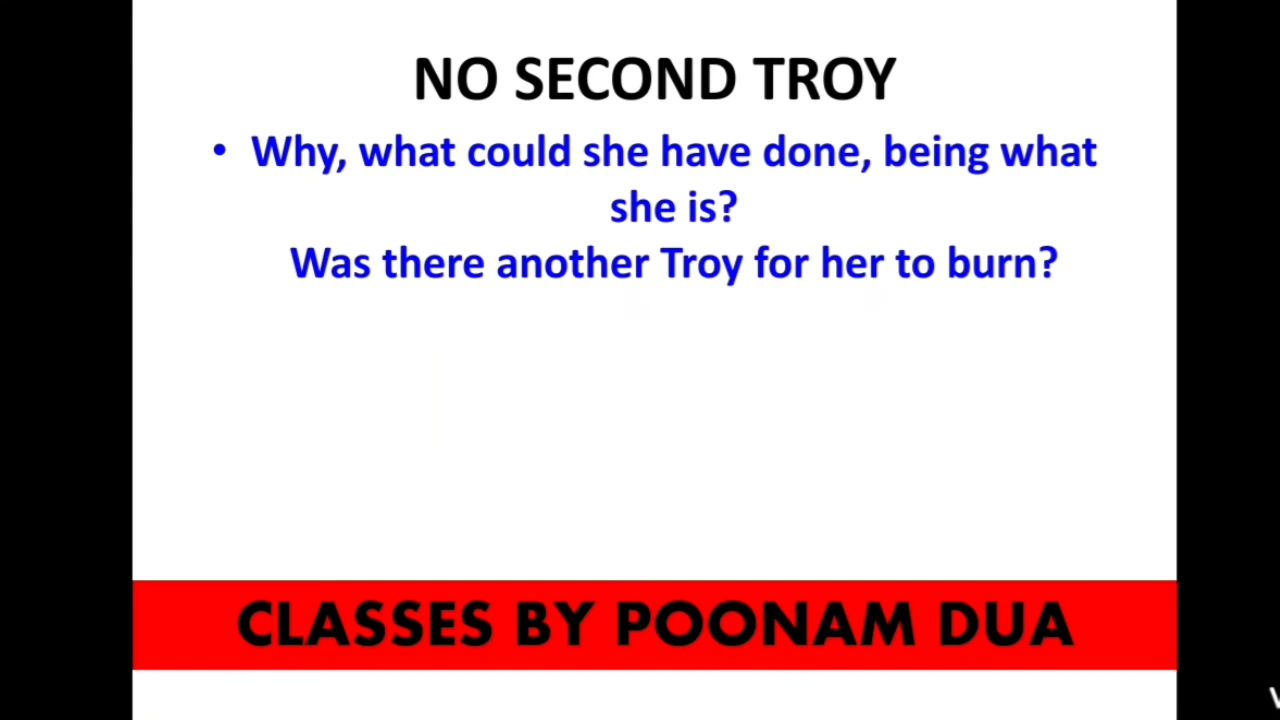 NO SECOND TROY
• Why, what could she have done, being what
she is?
Was there another Troy for her to burn?
CLASSES BY POONAM DUA